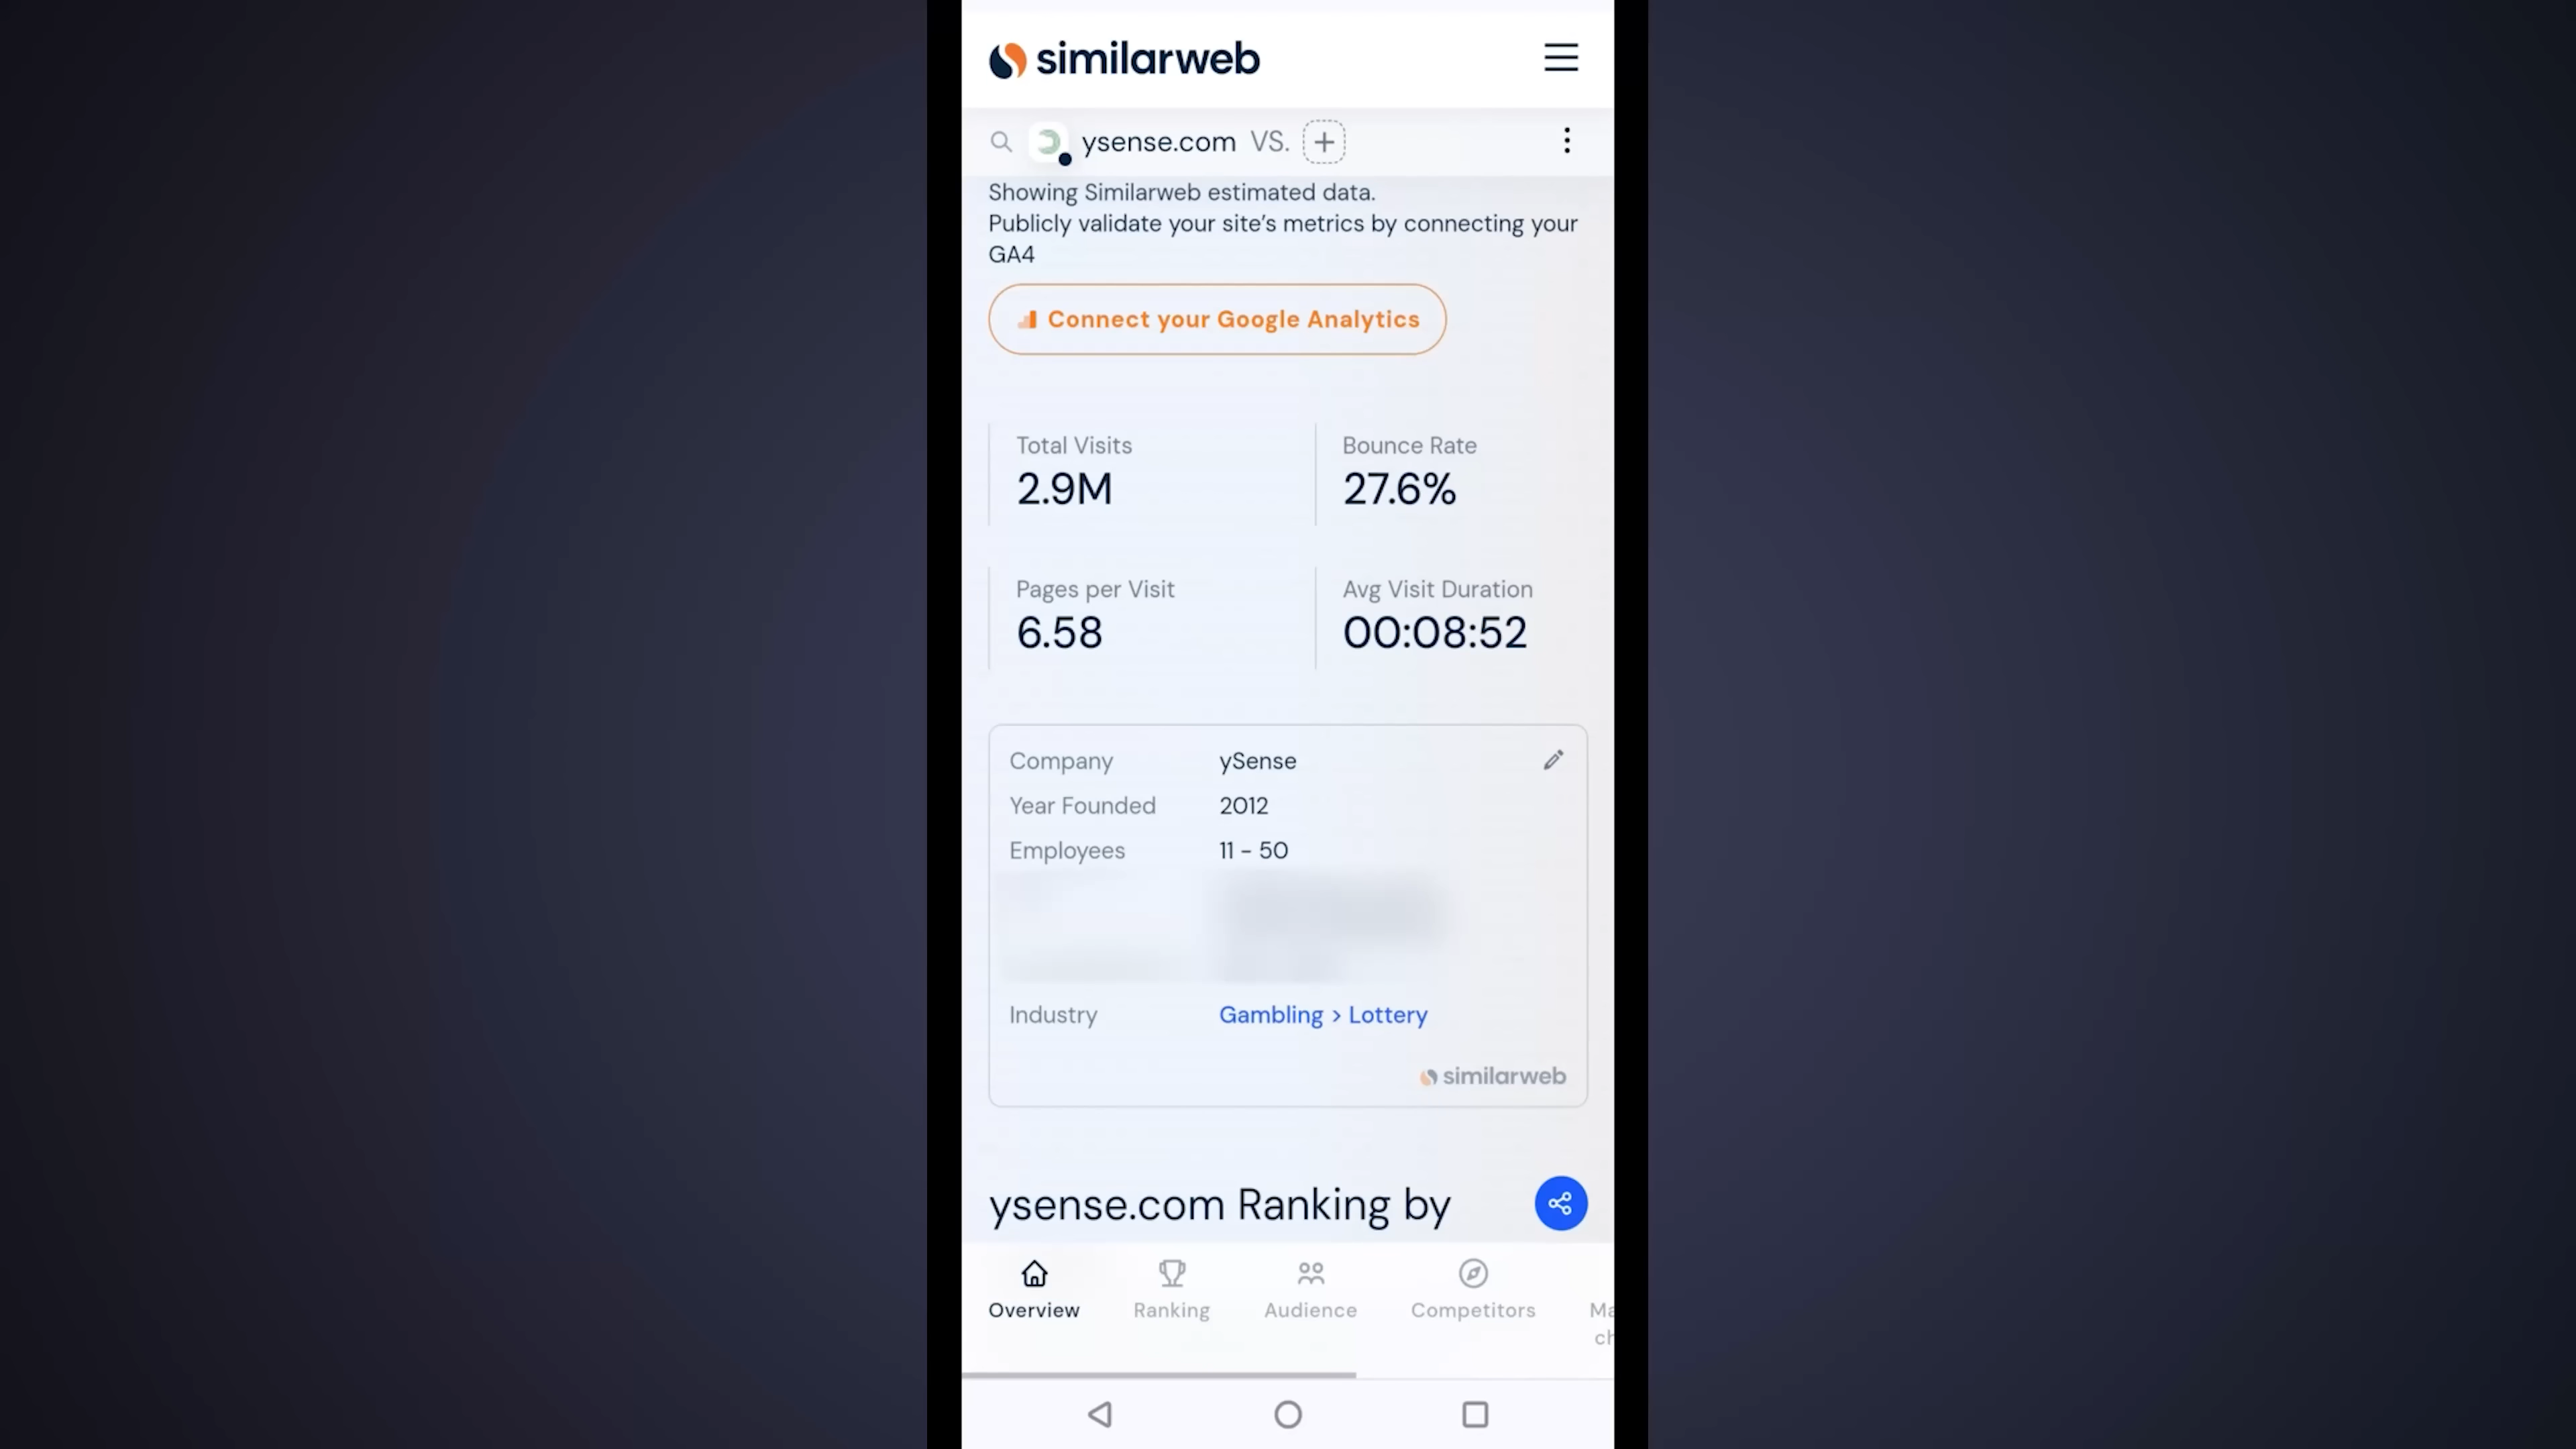 similarweb
ysense.com VS.
Showing Similarweb estimated data.
Publicly validate your site's metrics by connecting your
GA4
Connect your Google Analytics
Total Visits
2.9M
Bounce Rate
27.6%
Pages per Visit
6.58
Avg Visit Duration
00:08:52
Company ySense
Year Founded 2012
Employees 11 - 50
Industry Gambling > Lottery
similarweb
ysense.com Ranking by
Overview Ranking Audience Competitors